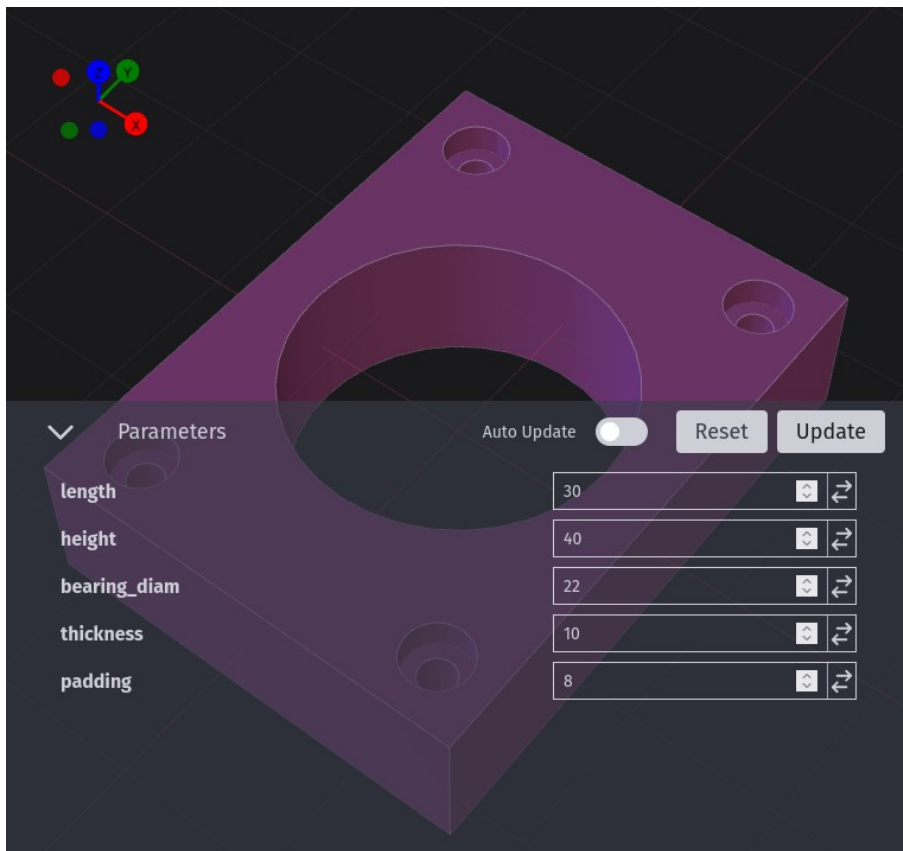 Z Y
X
Parameters Auto Update Reset Update
length 30
height 40
bearing_diam 22
thickness 10
padding 8